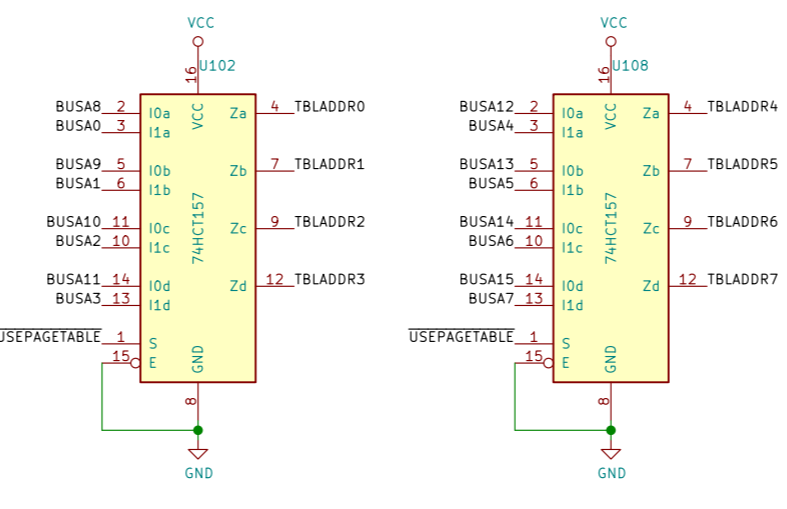 VCC
U102
16
BUSA8 2 I0a VCC Za 4 TBLADDR0
BUSA0 3 I1a
BUSA9 5 I0b Zb 7 TBLADDR1
BUSA1 6 I1b
74HCT157
BUSA10 11 I0c Zc 9 TBLADDR2
BUSA2 10 I1c
BUSA11 14 I0d Zd 12 TBLADDR3
BUSA3 13 I1d
USEPAGETABLE 1 S
15 E GND
8
GND
VCC
U108
16
BUSA12 2 I0a VCC Za 4 TBLADDR4
BUSA4 3 I1a
BUSA13 5 I0b Zb 7 TBLADDR5
BUSA5 6 I1b
74HCT157
BUSA14 11 I0c Zc 9 TBLADDR6
BUSA6 10 I1c
BUSA15 14 I0d Zd 12 TBLADDR7
BUSA7 13 I1d
USEPAGETABLE 1 S
15 E GND
8
GND